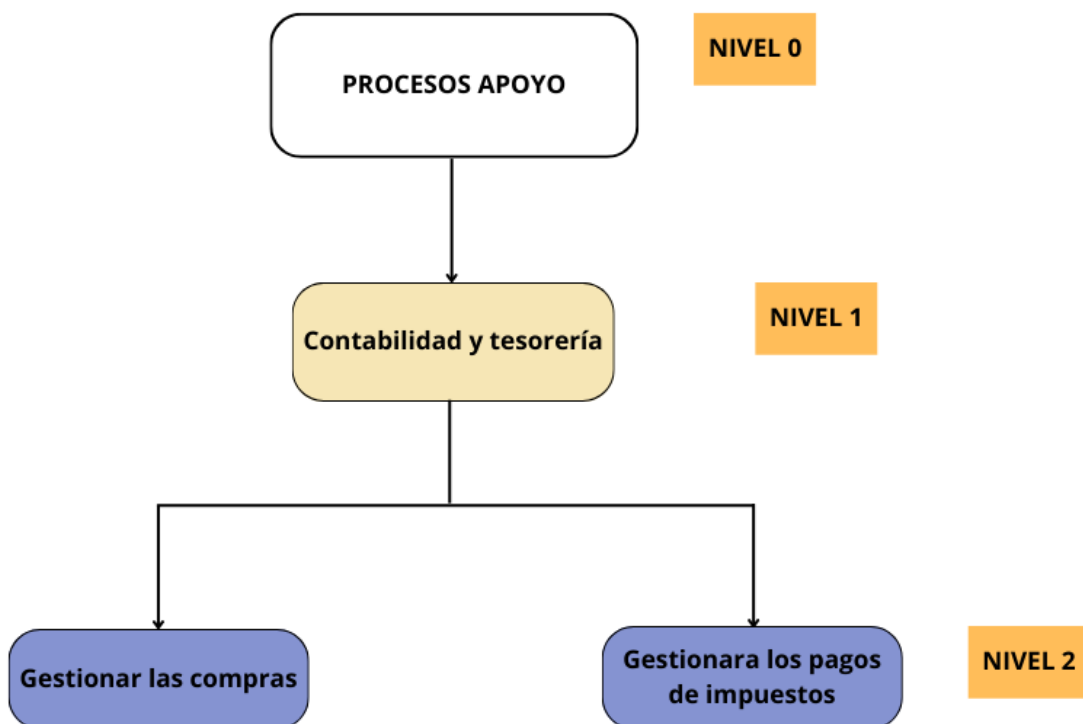 PROCESOS APOYO
NIVEL 0
Contabilidad y tesorería
NIVEL 1
Gestionar las compras
Gestionara los pagos
de impuestos
NIVEL 2